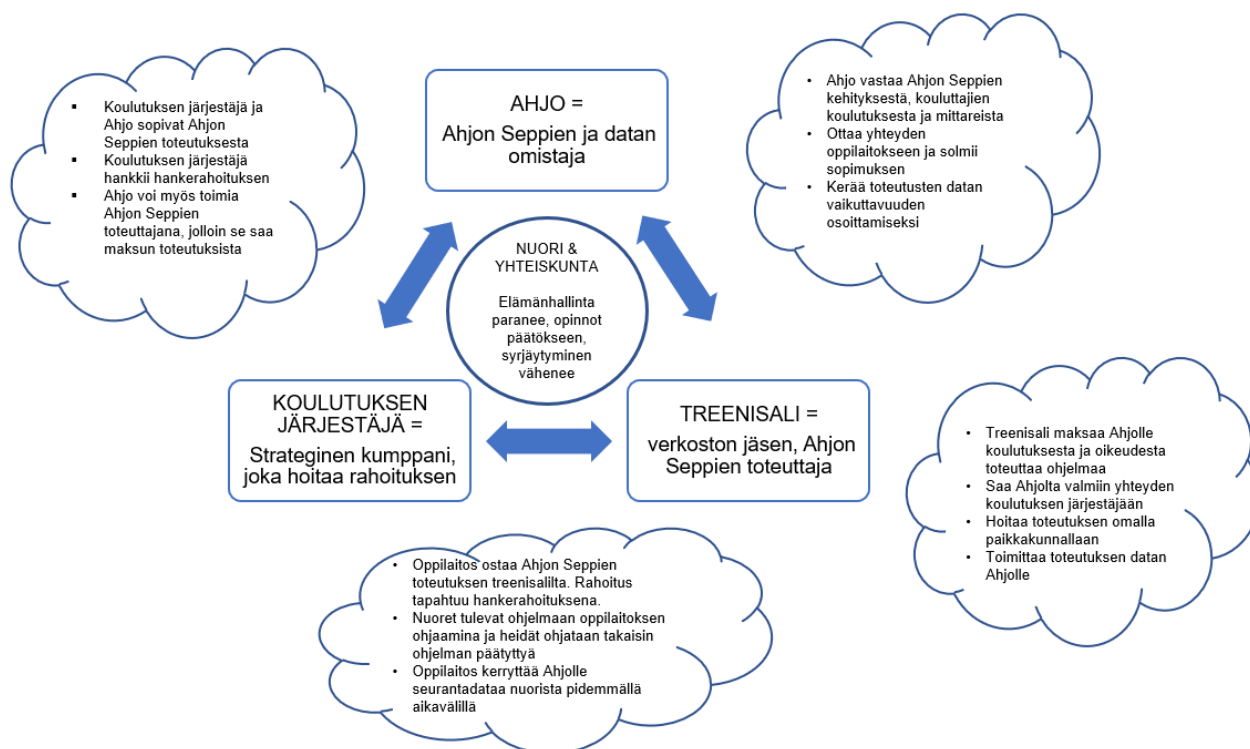 ▪ Koulutuksen järjestäjä ja
Ahjo sopivat Ahjon
Seppien toteutuksesta
▪ Koulutuksen järjestäjä
hankkii hankerahoituksen
▪ Ahjo voi myös toimia
Ahjon Seppien
toteuttajana, jolloin se saa
maksun toteutuksista
AHJO =
Ahjon Seppien ja datan
omistaja
• Ahjo vastaa Ahjon Seppien
kehityksestä, kouluttajien
koulutuksesta ja mittareista
• Ottaa yhteyden
oppilaitokseen ja solmii
sopimuksen
• Kerää toteutusten datan
vaikuttavuuden
osoittamiseksi
NUORI &
YHTEISKUNTA
Elämänhallinta
paranee, opinnot
päätökseen,
syrjäytyminen
vähenee
KOULUTUKSEN
JÄRJESTÄJÄ =
Strateginen kumppani,
joka hoitaa rahoituksen
TREENISALI =
verkoston jäsen, Ahjon
Seppien toteuttaja
• Treenisali maksaa Ahjolle
koulutuksesta ja oikeudesta
toteuttaa ohjelmaa
• Saa Ahjolta valmiin yhteyden
koulutuksen järjestäjään
• Hoitaa toteutuksen omalla
paikkakunnallaan
• Toimittaa toteutuksen datan
Ahjolle
• Oppilaitos ostaa Ahjon Seppien
toteutuksen treenisalilta. Rahoitus
tapahtuu hankerahoituksena.
• Nuoret tulevat ohjelmaan oppilaitoksen
ohjaamina ja heidät ohjataan takaisin
ohjelman päätyttyä
• Oppilaitos kerryttää Ahjolle
seurantadataa nuorista pidemmällä
aikavälillä